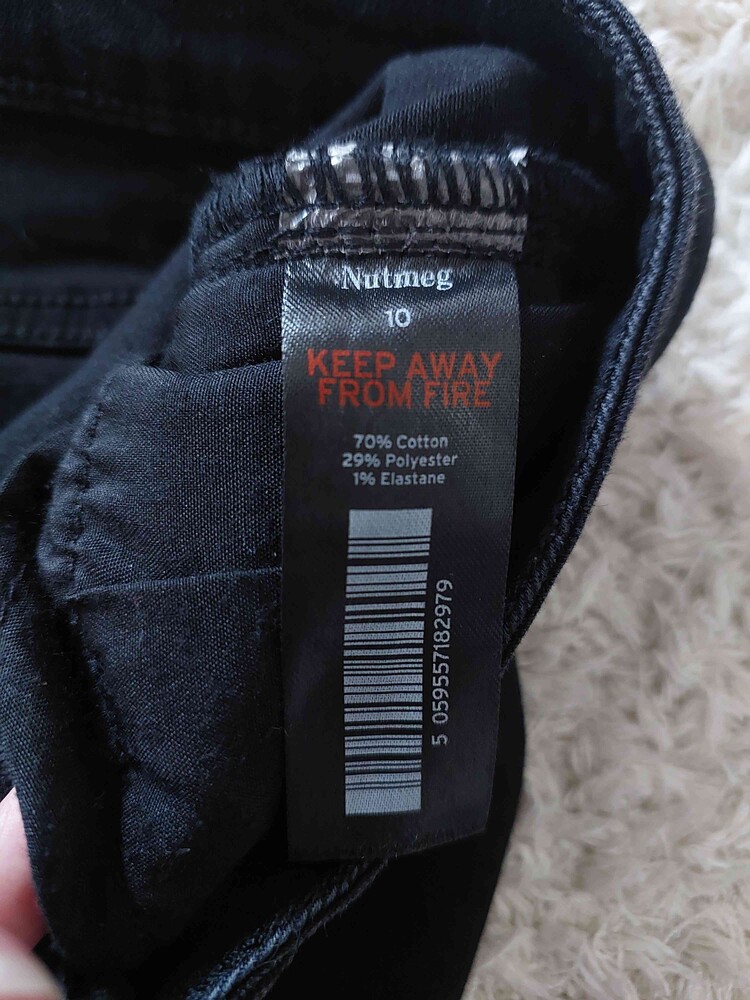 Nutmeg
10
KEEP AWAY
FROM FIRE
70% Cotton
29% Polyester
1% Elastane
5 059557182979